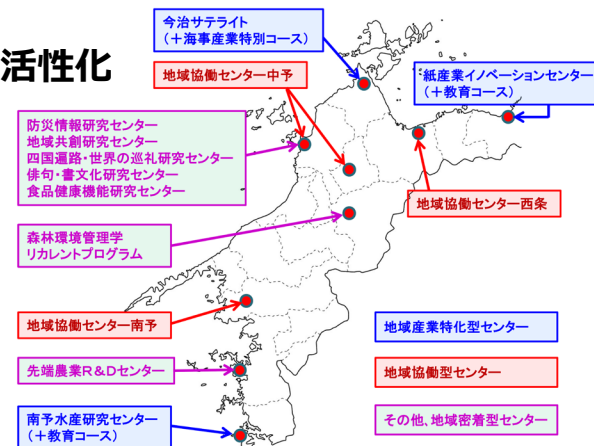 活性化
今治サテライト
（＋海事産業特別コース）
地域協働センター中予
紙産業イノベーションセンター
（＋教育コース）
防災情報研究センター
地域共創研究センター
四国遍路・世界の巡礼研究センター
俳句・書文化研究センター
食品健康機能研究センター
地域協働センター西条
森林環境管理学
リカレントプログラム
地域協働センター南予
地域産業特化型センター
先端農業Ｒ＆Ｄセンター
地域協働型センター
南予水産研究センター
（＋教育コース）
その他、地域密着型センター